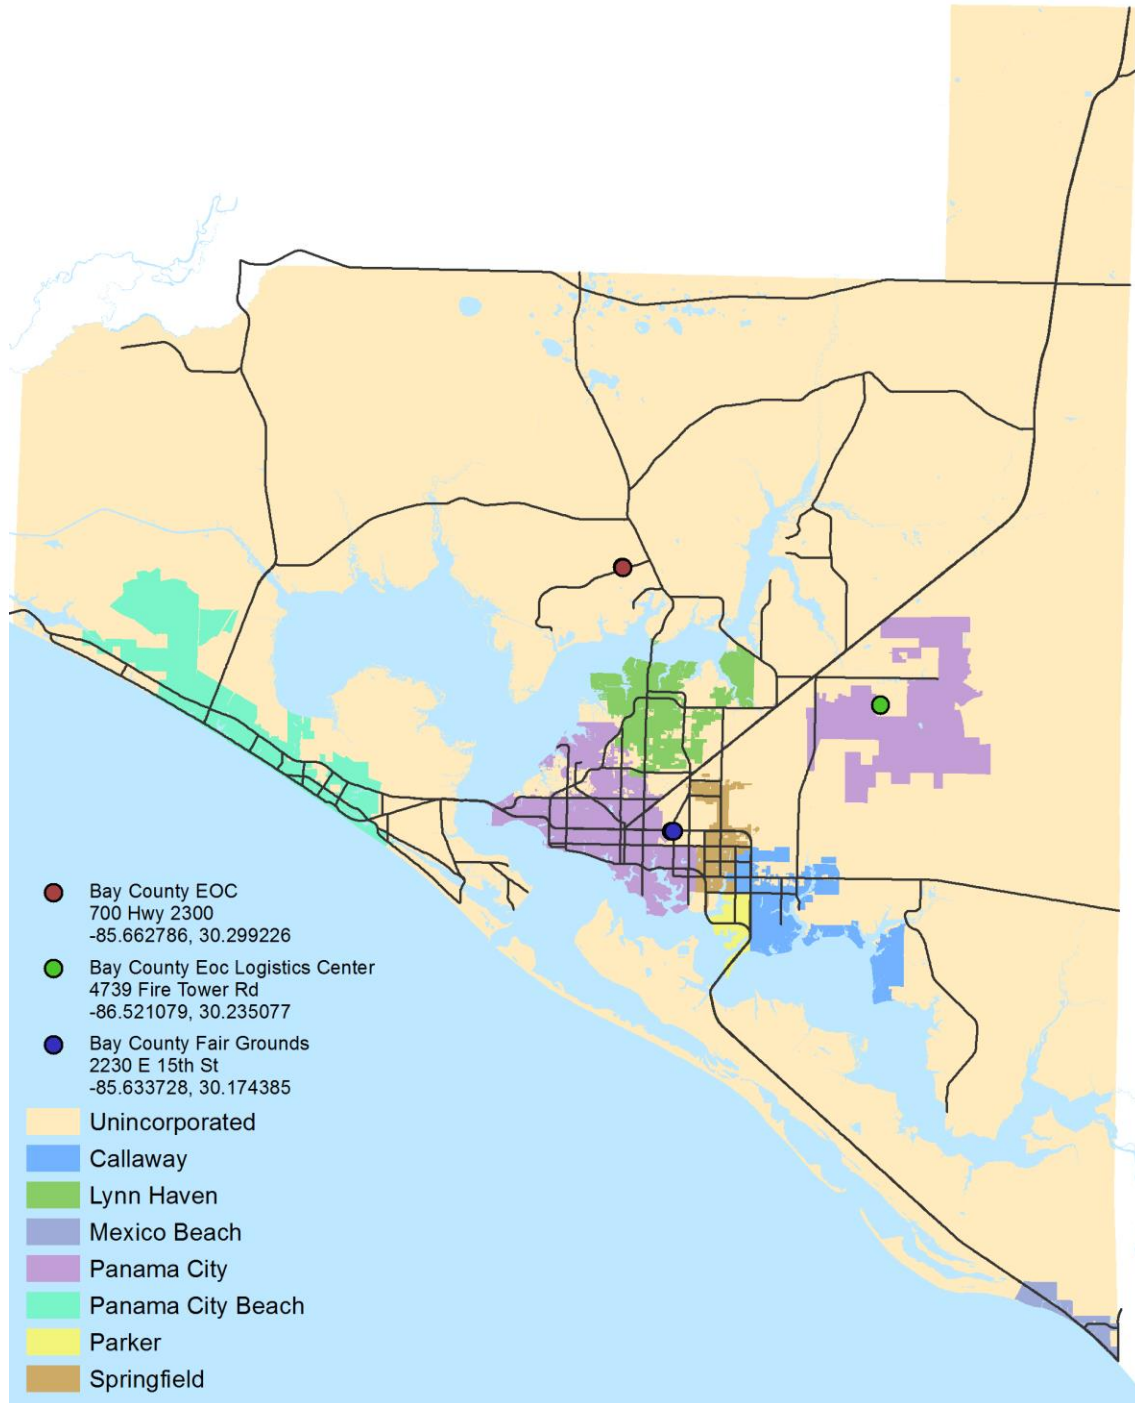 Bay County EOC
700 Hwy 2300
-85.662786, 30.299226
Bay County Eoc Logistics Center
4739 Fire Tower Rd
-86.521079, 30.235077
Bay County Fair Grounds
2230 E 15th St
-85.633728, 30.174385
Unincorporated
Callaway
Lynn Haven
Mexico Beach
Panama City
Panama City Beach
Parker
Springfield